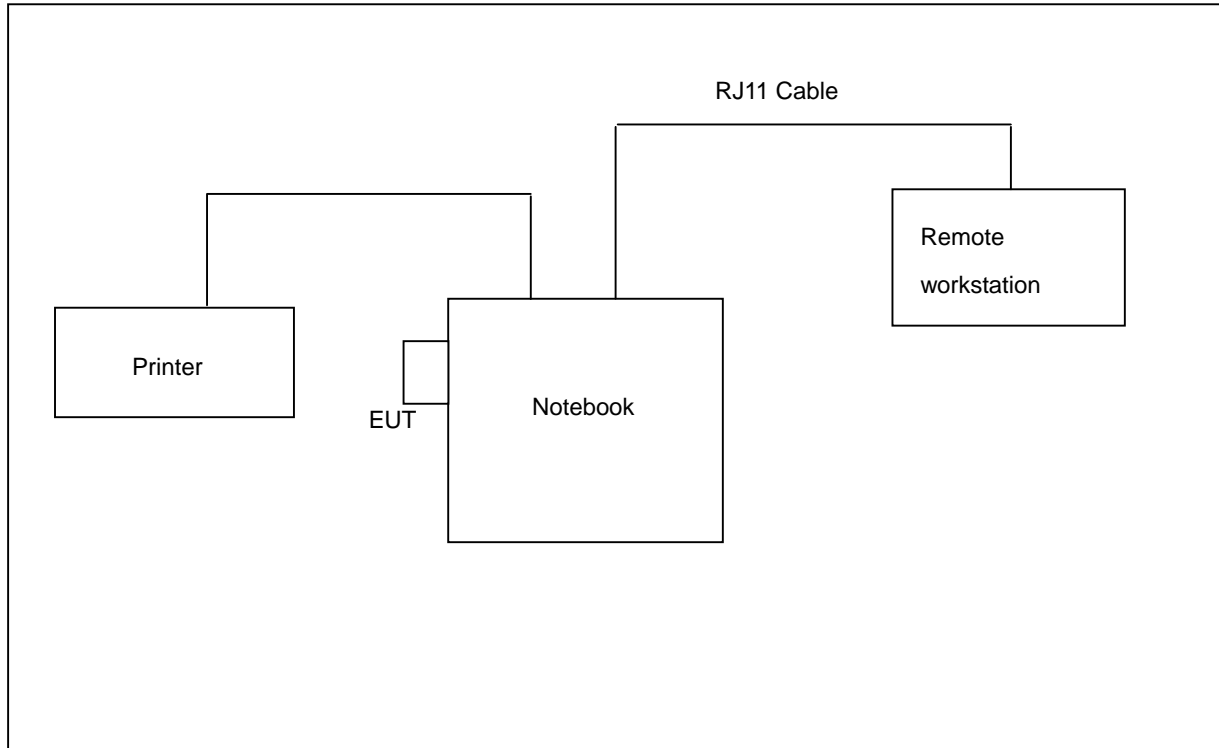 RJ11 Cable
Remote
workstation
Printer
EUT
Notebook